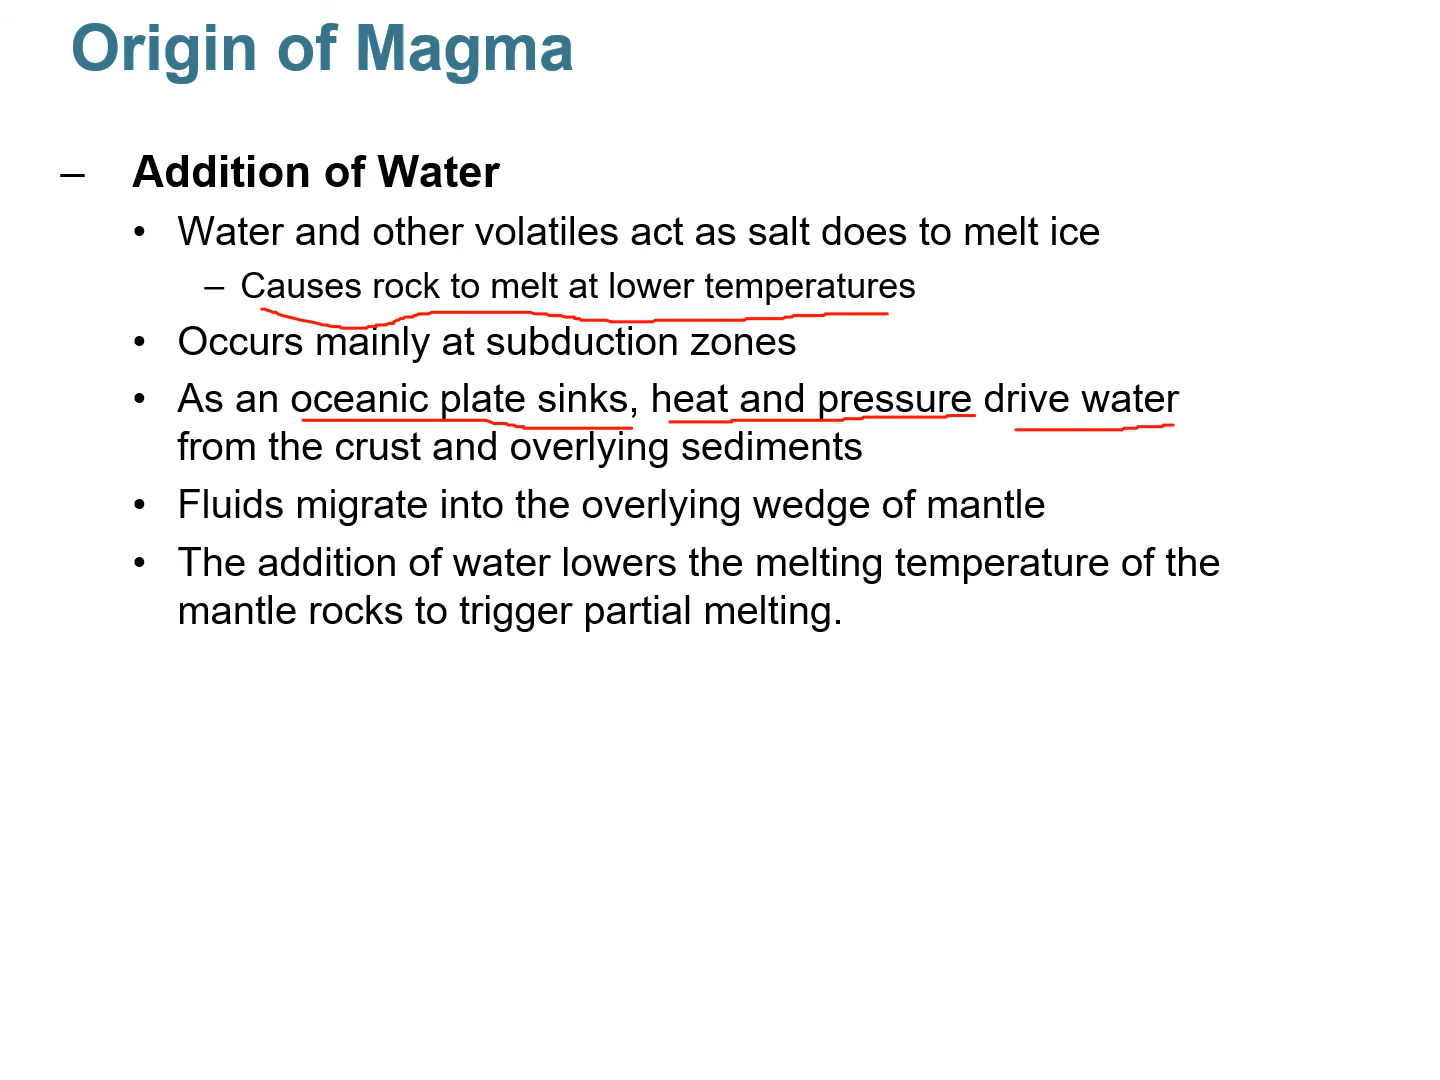 Origin of Magma
– Addition of Water
• Water and other volatiles act as salt does to melt ice
– Causes rock to melt at lower temperatures
• Occurs mainly at subduction zones
• As an oceanic plate sinks, heat and pressure drive water
from the crust and overlying sediments
• Fluids migrate into the overlying wedge of mantle
• The addition of water lowers the melting temperature of the
mantle rocks to trigger partial melting.